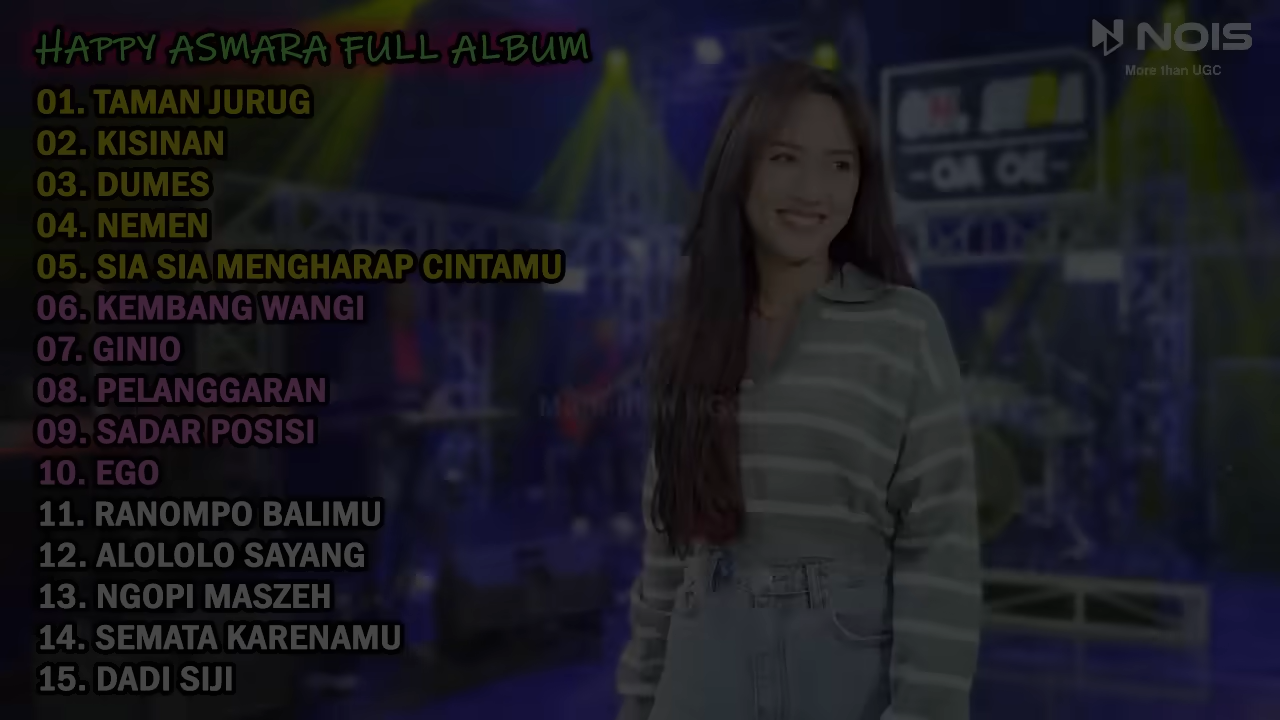 HAPPY ASMARA FULL ALBUM
01. TAMAN JURUG
02. KISINAN
03. DUMES
04. NEMEN
05. SIA SIA MENGHARAP CINTAMU
06. KEMBANG WANGI
07. GINIO
08. PELANGGARAN
09. SADAR POSISI
10. EGO
11. RANOMPO BALIMU
12. ALOLOLO SAYANG
13. NGOPI MASZEH
14. SEMATA KARENAMU
15. DADI SIJI
NOIS
More than UGC